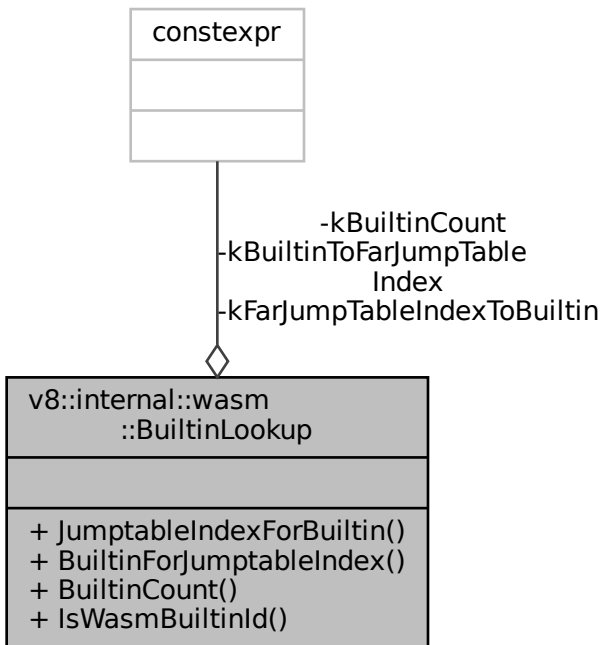 constexpr
-kBuiltinCount
-kBuiltinToFarJumpTable
Index
-kFarJumpTableIndexToBuiltin
v8::internal::wasm
::BuiltinLookup
+ JumptableIndexForBuiltin()
+ BuiltinForJumptableIndex()
+ BuiltinCount()
+ IsWasmBuiltinId()